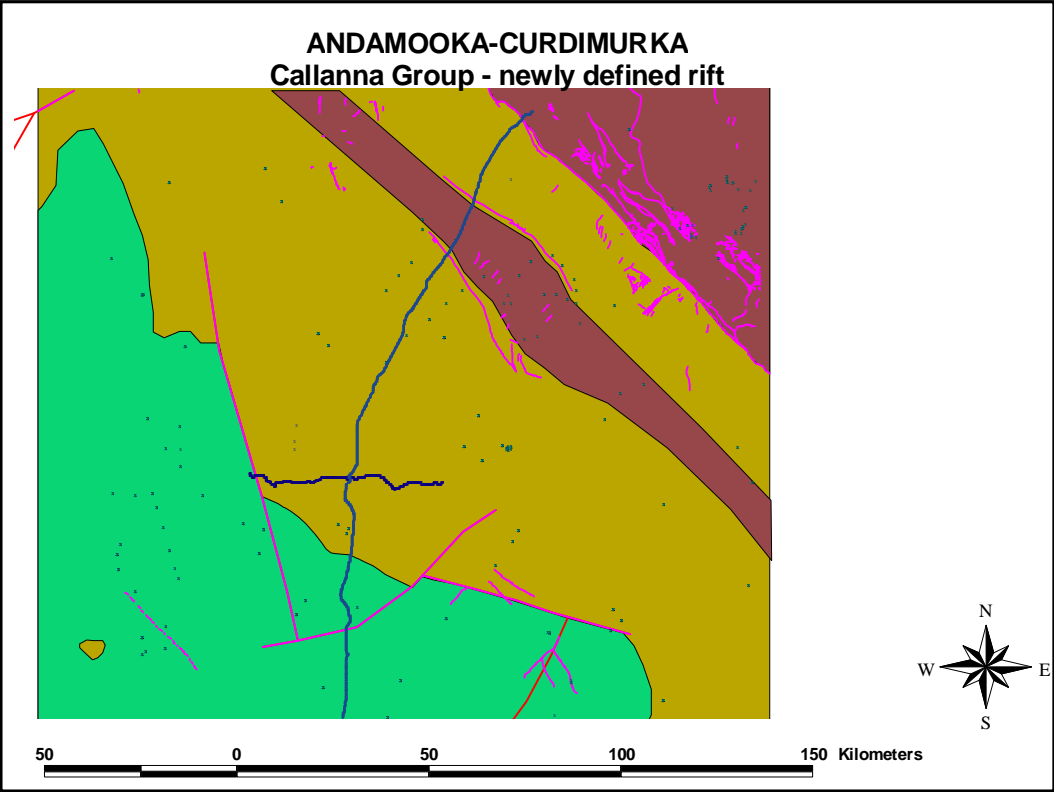 ANDAMOOKA-CURDIMURKA
Callanna Group - newly defined rift
N
W E
S
50 0 50 100 150 Kilometers